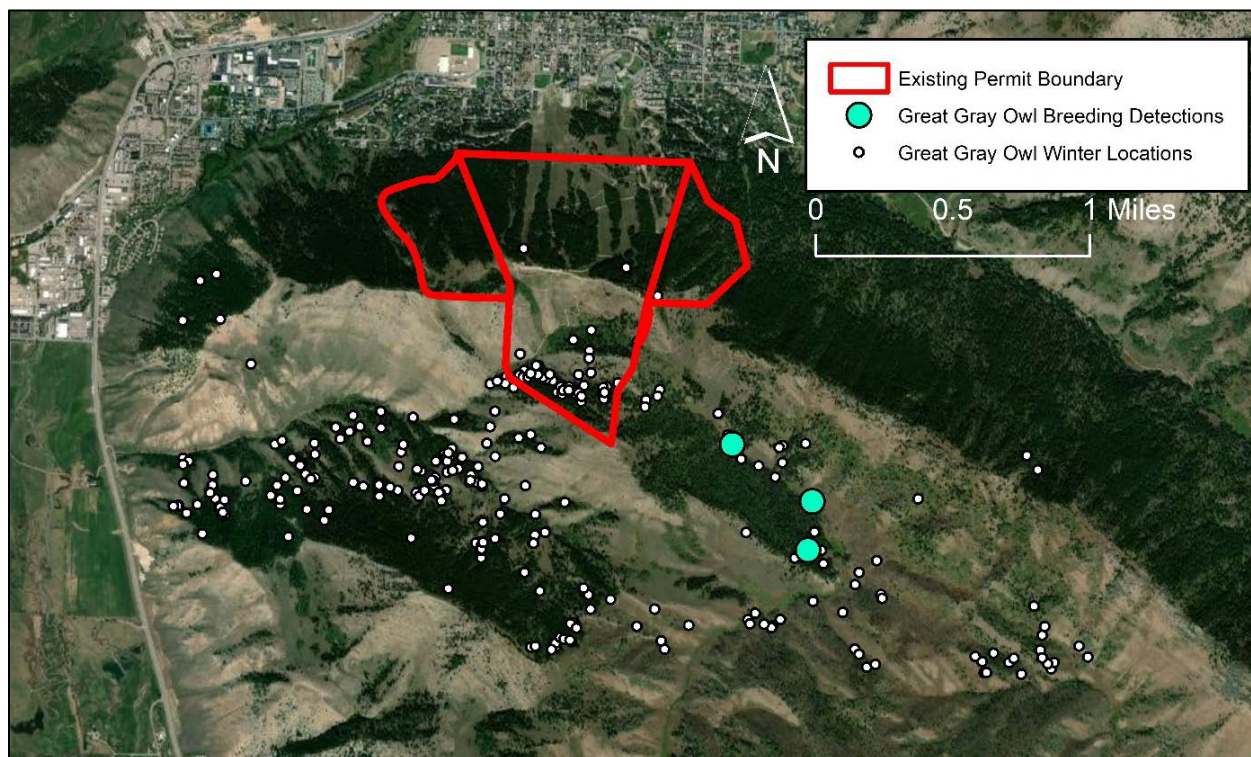 Existing Permit Boundary
Great Gray Owl Breeding Detections
Great Gray Owl Winter Locations
N
0 0.5 1 Miles